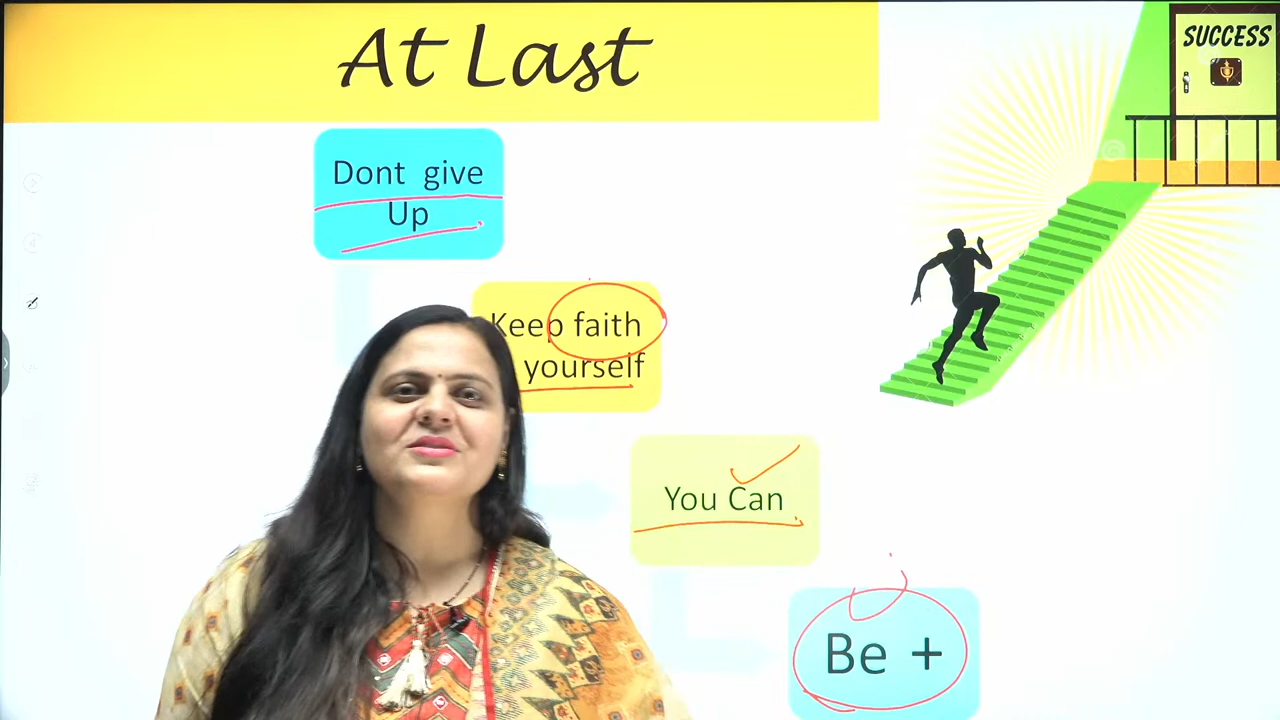 At Last
SUCCESS
Dont give
Up
Keep faith
yourself
You Can
Be +